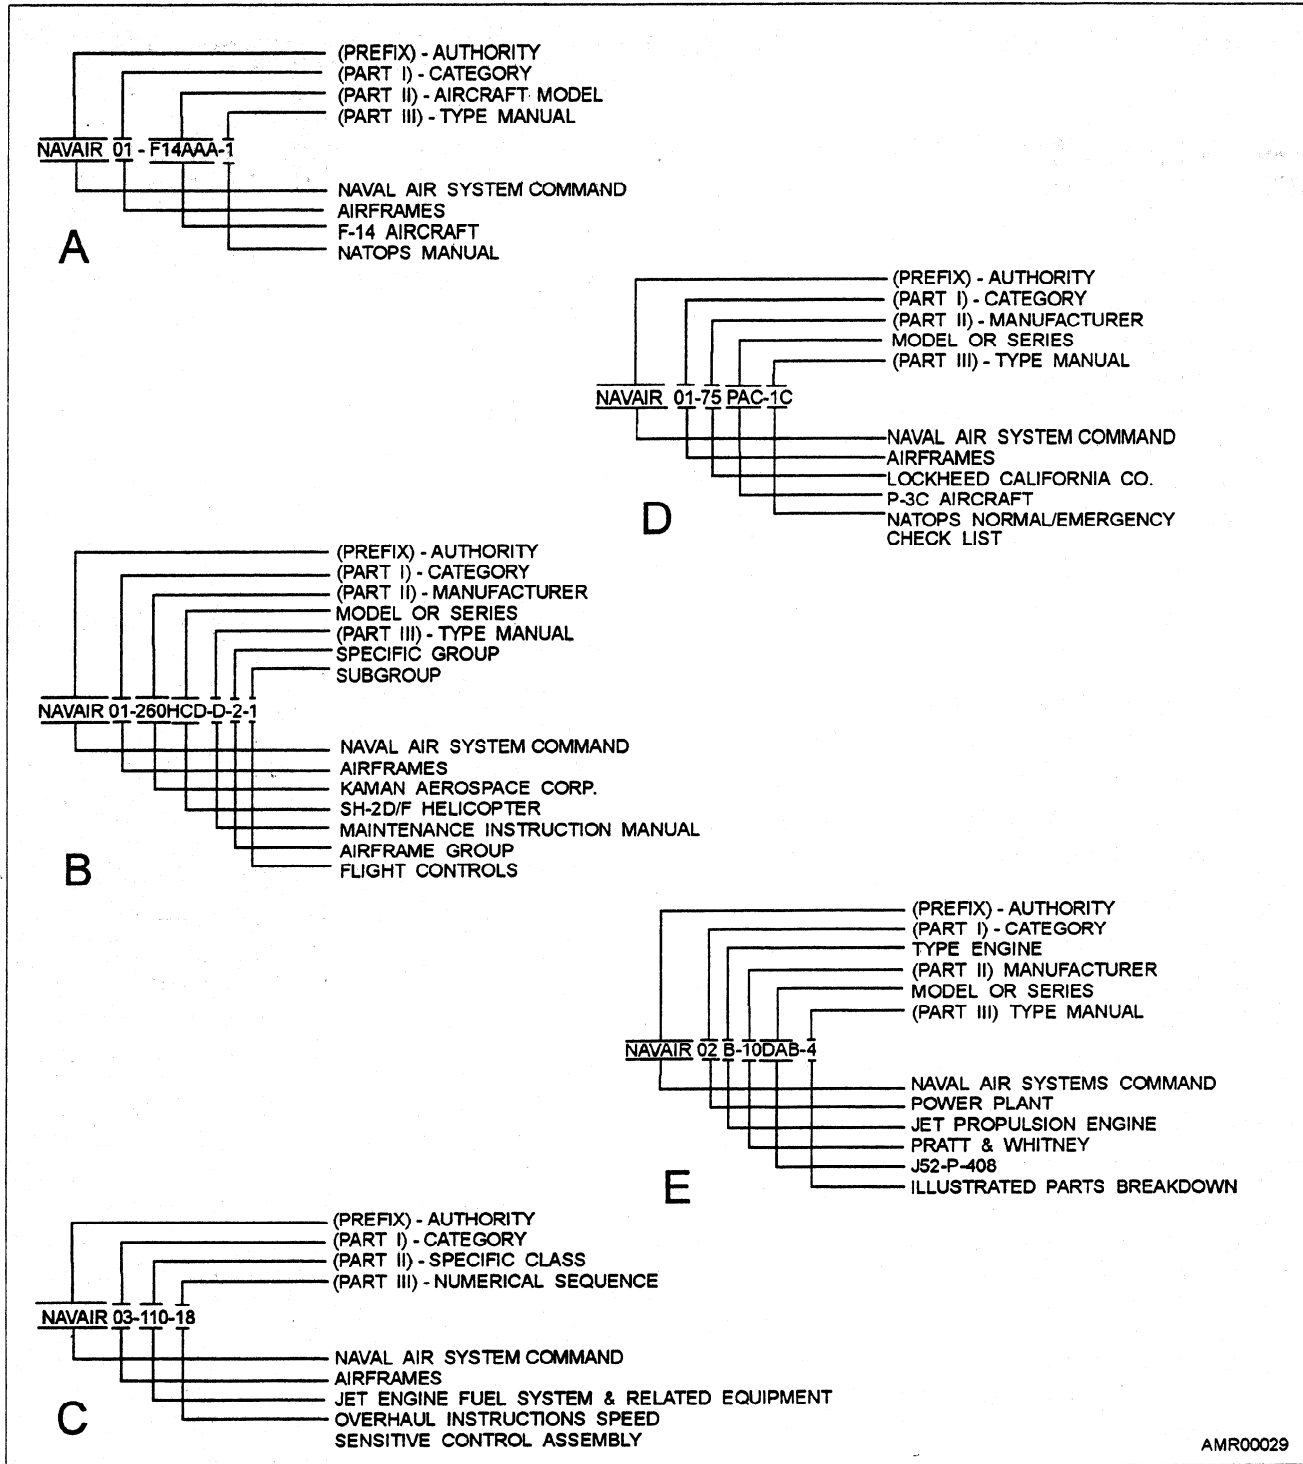 (PREFIX) - AUTHORITY
(PART I) - CATEGORY
(PART II) - AIRCRAFT MODEL
(PART III) - TYPE MANUAL
NAVAIR 01 - F14AAA-1
NAVAL AIR SYSTEM COMMAND
AIRFRAMES
F-14 AIRCRAFT
NATOPS MANUAL
A
(PREFIX) - AUTHORITY
(PART I) - CATEGORY
(PART II) - MANUFACTURER
MODEL OR SERIES
(PART III) - TYPE MANUAL
NAVAIR 01-75 PAC-1C
NAVAL AIR SYSTEM COMMAND
AIRFRAMES
LOCKHEED CALIFORNIA CO.
P-3C AIRCRAFT
NATOPS NORMAL/EMERGENCY
CHECK LIST
D
(PREFIX) - AUTHORITY
(PART I) - CATEGORY
(PART II) - MANUFACTURER
MODEL OR SERIES
(PART III) - TYPE MANUAL
SPECIFIC GROUP
SUBGROUP
NAVAIR 01-260HCD-D-2-1
NAVAL AIR SYSTEM COMMAND
AIRFRAMES
KAMAN AEROSPACE CORP.
SH-2D/F HELICOPTER
MAINTENANCE INSTRUCTION MANUAL
AIRFRAME GROUP
FLIGHT CONTROLS
B
(PREFIX) - AUTHORITY
(PART I) - CATEGORY
TYPE ENGINE
(PART II) MANUFACTURER
MODEL OR SERIES
(PART III) TYPE MANUAL
NAVAIR 02 B-10DAB-4
NAVAL AIR SYSTEMS COMMAND
POWER PLANT
JET PROPULSION ENGINE
PRATT & WHITNEY
J52-P-408
ILLUSTRATED PARTS BREAKDOWN
E
(PREFIX) - AUTHORITY
(PART I) - CATEGORY
(PART II) - SPECIFIC CLASS
(PART III) - NUMERICAL SEQUENCE
NAVAIR 03-110-18
NAVAL AIR SYSTEM COMMAND
AIRFRAMES
JET ENGINE FUEL SYSTEM & RELATED EQUIPMENT
OVERHAUL INSTRUCTIONS SPEED
SENSITIVE CONTROL ASSEMBLY
C
AMR00029